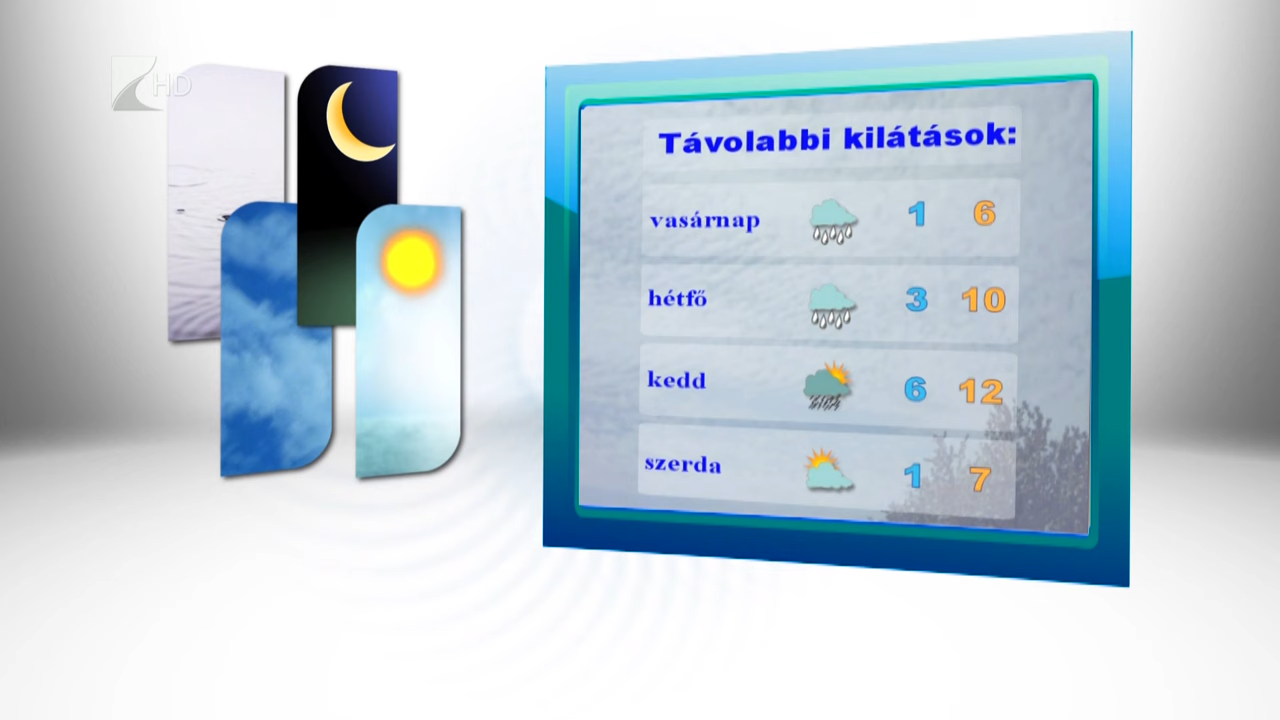 HD
Távolabbi kilátások:
vasárnap 1 6
hétfő 3 10
kedd 6 12
szerda 1 7